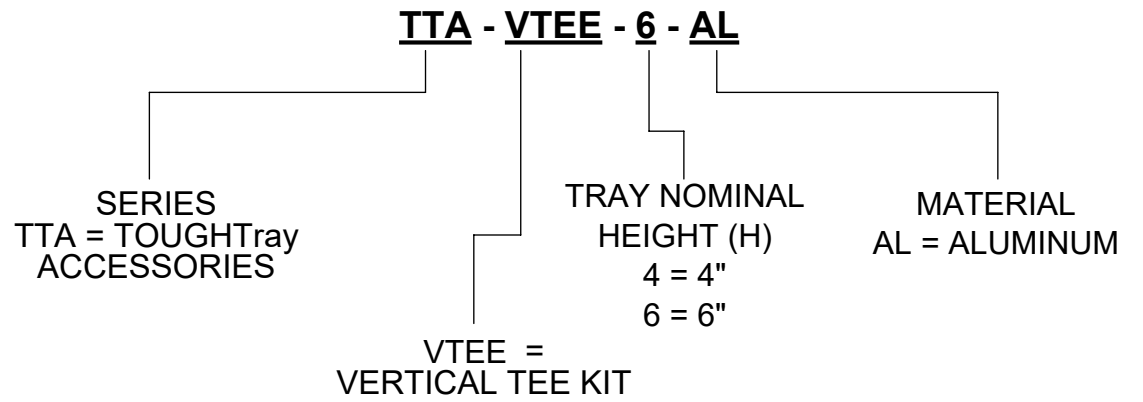 TTA - VTEE - 6 - AL
SERIES
TTA = TOUGHTray
ACCESSORIES
VTEE =
VERTICAL TEE KIT
TRAY NOMINAL
HEIGHT (H)
4 = 4"
6 = 6"
MATERIAL
AL = ALUMINUM